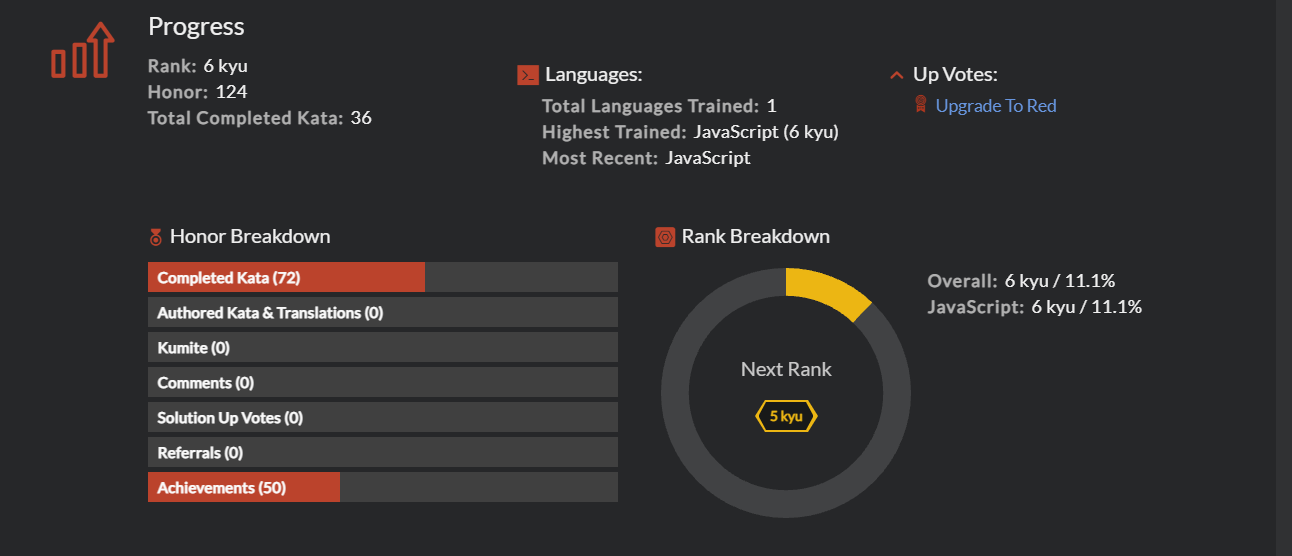 Progress
Rank: 6 kyu
Honor: 124
Total Completed Kata: 36
Languages:
Total Languages Trained: 1
Highest Trained: JavaScript (6 kyu)
Most Recent: JavaScript
Up Votes:
Upgrade To Red
Honor Breakdown
Completed Kata (72)
Authored Kata & Translations (0)
Kumite (0)
Comments (0)
Solution Up Votes (0)
Referrals (0)
Achievements (50)
Rank Breakdown
Next Rank
5 kyu
Overall: 6 kyu / 11.1%
JavaScript: 6 kyu / 11.1%